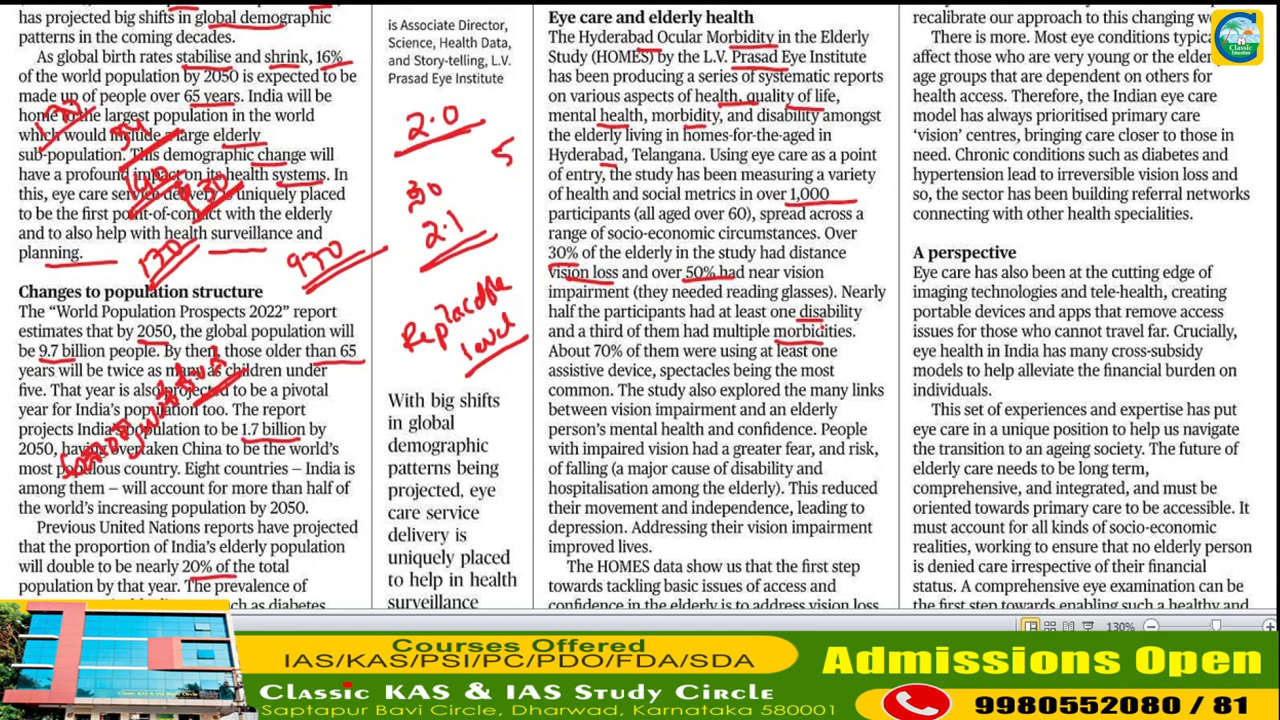 has projected big shifts in global demographic
patterns in the coming decades.
As global birth rates stabilise and shrink, 16%
of the world population by 2050 is expected to be
made up of people over 65 years. India will be
home to the largest population in the world
which would include a large elderly
sub-population. This demographic change will
have a profound impact on its health systems. In
this, eye care service delivery is uniquely placed
to be the first point-of-contact with the elderly
and to also help with health surveillance and
planning.
Changes to population structure
The “World Population Prospects 2022” report
estimates that by 2050, the global population will
be 9.7 billion people. By then, those older than 65
years will be twice as many as children under
five. That year is also projected to be a pivotal
year for India’s population too. The report
projects India’s population to be 1.7 billion by
2050, having overtaken China to be the world’s
most populous country. Eight countries — India is
among them — will account for more than half of
the world’s increasing population by 2050.
Previous United Nations reports have projected
that the proportion of India’s elderly population
will double to be nearly 20% of the total
population by that year. The prevalence of
such as diabetes
130
970
is Associate Director,
Science, Health Data,
and Story-telling, L.V.
Prasad Eye Institute
2.0
5
30
2.1
Replaceable
level
With big shifts
in global
demographic
patterns being
projected, eye
care service
delivery is
uniquely placed
to help in health
surveillance
Eye care and elderly health
The Hyderabad Ocular Morbidity in the Elderly
Study (HOMES) by the L.V. Prasad Eye Institute
has been producing a series of systematic reports
on various aspects of health, quality of life,
mental health, morbidity, and disability amongst
the elderly living in homes-for-the-aged in
Hyderabad, Telangana. Using eye care as a point
of entry, the study has been measuring a variety
of health and social metrics in over 1,000
participants (all aged over 60), spread across a
range of socio-economic circumstances. Over
30% of the elderly in the study had distance
vision loss and over 50% had near vision
impairment (they needed reading glasses). Nearly
half the participants had at least one disability
and a third of them had multiple morbidities.
About 70% of them were using at least one
assistive device, spectacles being the most
common. The study also explored the many links
between vision impairment and an elderly
person’s mental health and confidence. People
with impaired vision had a greater fear, and risk,
of falling (a major cause of disability and
hospitalisation among the elderly). This reduced
their movement and independence, leading to
depression. Addressing their vision impairment
improved lives.
The HOMES data show us that the first step
towards tackling basic issues of access and
confidence in the elderly is to address vision loss
recalibrate our approach to this changing
There is more. Most eye conditions
affect those who are very young or the
age groups that are dependent on others for
health access. Therefore, the Indian eye care
model has always prioritised primary care
‘vision’ centres, bringing care closer to those in
need. Chronic conditions such as diabetes and
hypertension lead to irreversible vision loss and
so, the sector has been building referral networks
connecting with other health specialities.
A perspective
Eye care has also been at the cutting edge of
imaging technologies and tele-health, creating
portable devices and apps that remove access
issues for those who cannot travel far. Crucially,
eye health in India has many cross-subsidy
models to help alleviate the financial burden on
individuals.
This set of experiences and expertise has put
eye care in a unique position to help us navigate
the transition to an ageing society. The future of
elderly care needs to be long term,
comprehensive, and integrated, and must be
oriented towards primary care to be accessible. It
must account for all kinds of socio-economic
realities, working to ensure that no elderly person
is denied care irrespective of their financial
status. A comprehensive eye examination can be
the first step towards enabling such a healthy and
Classic
Education
130%
Courses Offered
IAS/KAS/PSI/PC/PDO/FDA/SDA
Classic KAS & IAS Study Circle
Saptapur Bavi Circle, Dharwad, Karnataka 580001
Admissions Open
9980552080 / 81